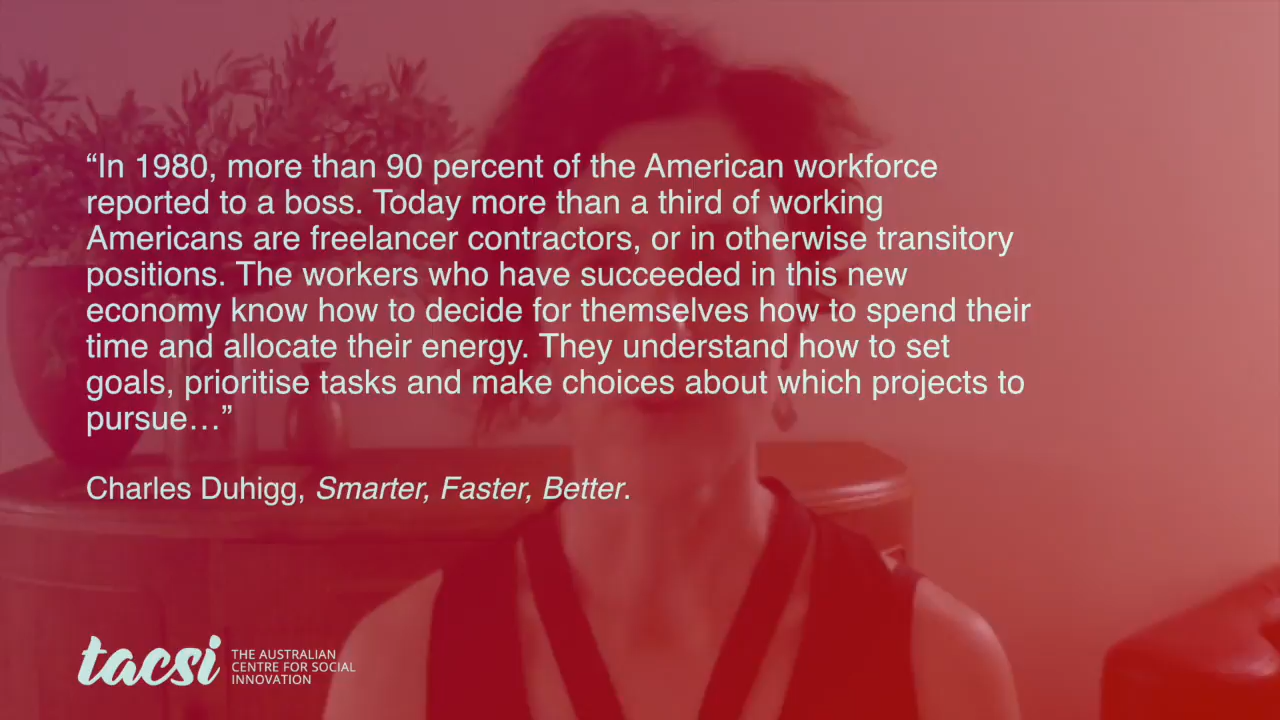 “In 1980, more than 90 percent of the American workforce
reported to a boss. Today more than a third of working
Americans are freelancer contractors, or in otherwise transitory
positions. The workers who have succeeded in this new
economy know how to decide for themselves how to spend their
time and allocate their energy. They understand how to set
goals, prioritise tasks and make choices about which projects to
pursue…”
Charles Duhigg, Smarter, Faster, Better.
tacsi
THE AUSTRALIAN
CENTRE FOR SOCIAL
INNOVATION